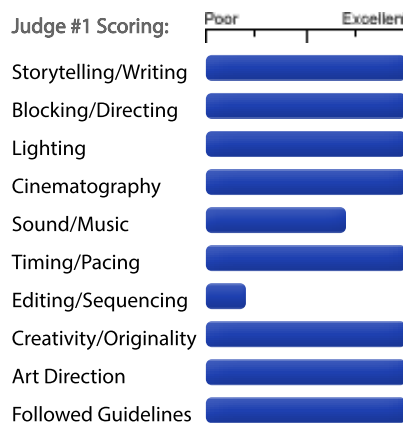 Judge #1 Scoring:
Poor Excellen
Storytelling/Writing
Blocking/Directing
Lighting
Cinematography
Sound/Music
Timing/Pacing
Editing/Sequencing
Creativity/Originality
Art Direction
Followed Guidelines